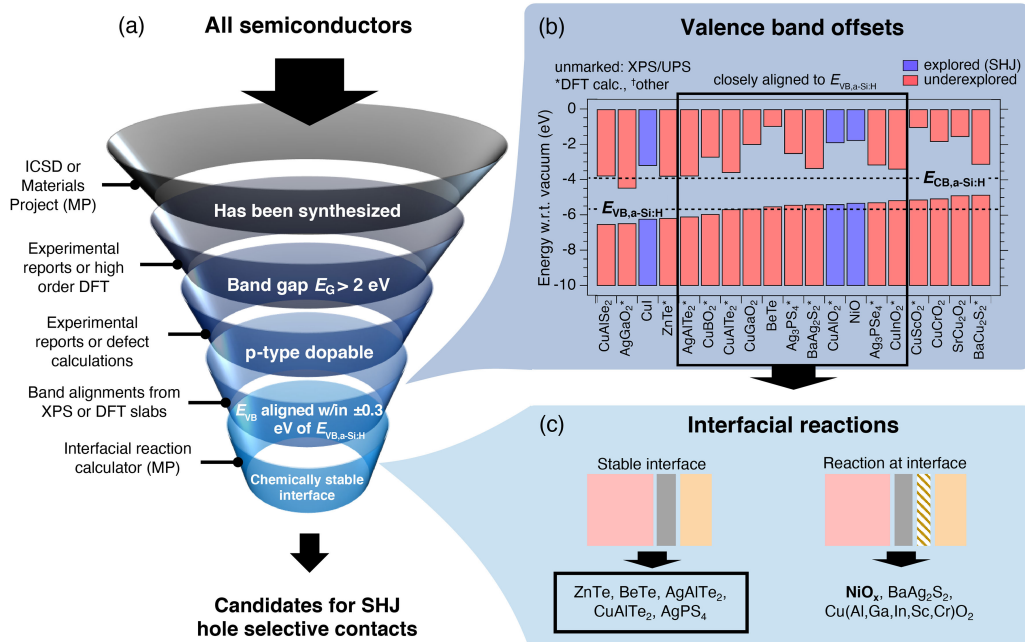 (a)
All semiconductors
ICSD or
Materials
Project (MP)
Experimental
reports or high
order DFT
Experimental
reports or defect
calculations
Band alignments from
XPS or DFT slabs
Interfacial reaction
calculator (MP)
Has been synthesized
Band gap E_G > 2 eV
p-type dopable
E_VB aligned w/in ±0.3
eV of E_VB,a-Si:H
Chemically stable
interface
Candidates for SHJ
hole selective contacts
(b)
Valence band offsets
unmarked: XPS/UPS
*DFT calc., †other
closely aligned to E_VB,a-Si:H
explored (SHJ)
underexplored
Energy w.r.t. vacuum (eV)
0
-2
-4
-6
-8
-10
E_CB,a-Si:H
E_VB,a-Si:H
CuAlSe2
AgGaO2*
CuI
ZnTe*
AgAlTe2*
CuBO2*
CuAlTe2*
CuGaO2
BeTe
Ag3PS4*
BaAg2S2*
CuAlO2*
NiO
Ag3PSe4*
CuInO2*
CuScO2*
CuCrO2
SrCu2O2
BaCu2S2*
(c)
Interfacial reactions
Stable interface
Reaction at interface
ZnTe, BeTe, AgAlTe2,
CuAlTe2, AgPS4
NiOx, BaAg2S2,
Cu(Al,Ga,In,Sc,Cr)O2